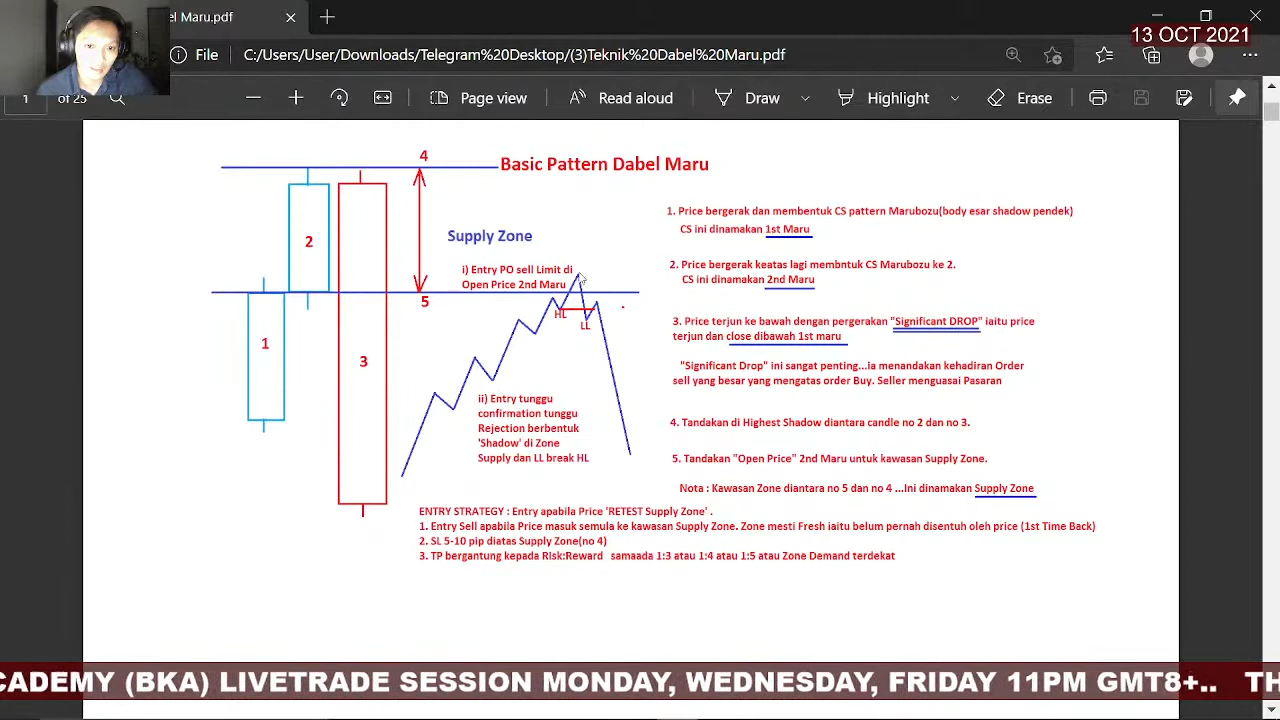 el Maru.pdf
13 OCT 2021
File
C:/Users/User/Downloads/Telegram%20Desktop/(3)Teknik%20Dabel%20Maru.pdf
1 of 25
Page view
Read aloud
Draw
Highlight
Erase
4
Basic Pattern Dabel Maru
2
Supply Zone
i) Entry PO sell Limit di
Open Price 2nd Maru
5
HL
LL
1
3
ii) Entry tunggu
confirmation tunggu
Rejection berbentuk
'Shadow' di Zone
Supply dan LL break HL
1. Price bergerak dan membentuk CS pattern Marubozu(body esar shadow pendek)
CS ini dinamakan 1st Maru
2. Price bergerak keatas lagi membntuk CS Marubozu ke 2.
CS ini dinamakan 2nd Maru
3. Price terjun ke bawah dengan pergerakan "Significant DROP" iaitu price
terjun dan close dibawah 1st maru
"Significant Drop" ini sangat penting...ia menandakan kehadiran Order
sell yang besar yang mengatas order Buy. Seller menguasai Pasaran
4. Tandakan di Highest Shadow diantara candle no 2 dan no 3.
5. Tandakan "Open Price" 2nd Maru untuk kawasan Supply Zone.
Nota : Kawasan Zone diantara no 5 dan no 4 ...Ini dinamakan Supply Zone
ENTRY STRATEGY : Entry apabila Price 'RETEST Supply Zone' .
1. Entry Sell apabila Price masuk semula ke kawasan Supply Zone. Zone mesti Fresh iaitu belum pernah disentuh oleh price (1st Time Back)
2. SL 5-10 pip diatas Supply Zone(no 4)
3. TP bergantung kepada RIsk:Reward samaada 1:3 atau 1:4 atau 1:5 atau Zone Demand terdekat
CADEMY (BKA) LIVETRADE SESSION MONDAY, WEDNESDAY, FRIDAY 11PM GMT8+.. TH